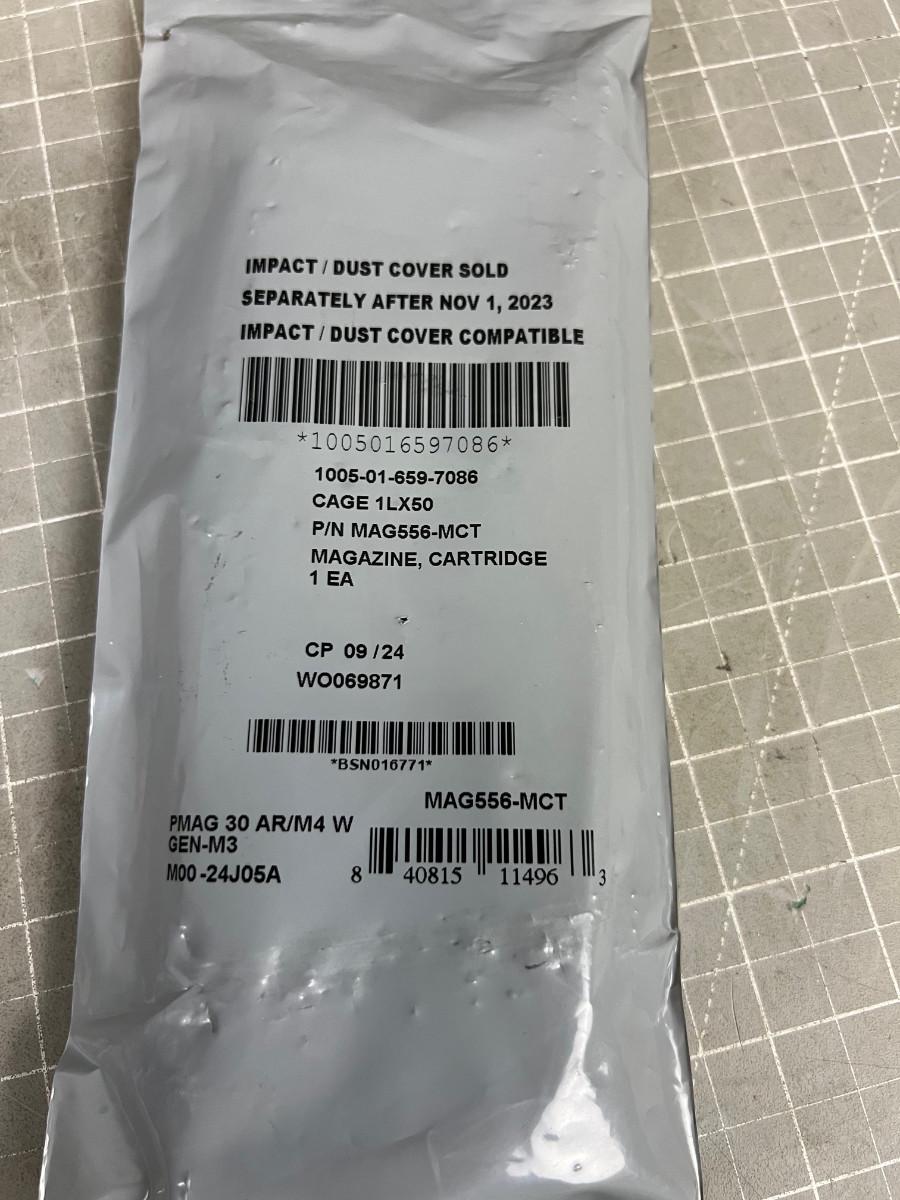 IMPACT / DUST COVER SOLD
SEPARATELY AFTER NOV 1, 2023
IMPACT / DUST COVER COMPATIBLE
*1005016597086*
1005-01-659-7086
CAGE 1LX50
P/N MAG556-MCT
MAGAZINE, CARTRIDGE
1 EA
CP 09 /24
WO069871
*BSN016771*
MAG556-MCT
PMAG 30 AR/M4 W
GEN-M3
M00 -24J05A
8 40815 11496 3